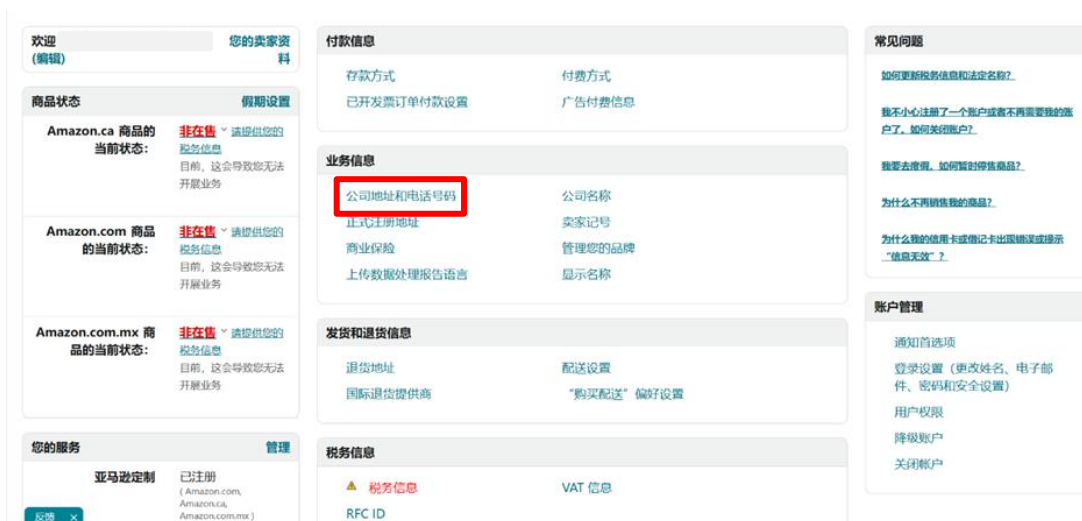 欢迎
(编辑)
您的卖家资
料
商品状态
假期设置
Amazon.ca 商品的
当前状态：
非在售 请提供您的
税务信息
目前，这会导致您无法
开展业务
Amazon.com 商品
的当前状态：
非在售 请提供您的
税务信息
目前，这会导致您无法
开展业务
Amazon.com.mx 商
品的当前状态：
非在售 请提供您的
税务信息
目前，这会导致您无法
开展业务
您的服务
管理
亚马逊定制
已注册
( Amazon.com,
Amazon.ca,
Amazon.com.mx )
反馈 ×
付款信息
存款方式
付费方式
已开发票订单付款设置
广告付费信息
业务信息
公司地址和电话号码
公司名称
正式注册地址
卖家记号
商业保险
管理您的品牌
上传数据处理报告语言
显示名称
发货和退货信息
退货地址
配送设置
国际退货提供商
“购买配送”偏好设置
税务信息
税务信息
VAT 信息
RFC ID
常见问题
如何更新税务信息和法定名称？
我不小心注册了一个账户或者不再需要我的账
户了。如何关闭账户？
我要去度假。如何暂时停售商品？
为什么不再销售我的商品？
为什么我的信用卡或借记卡出现错误或提示
“信息无效”？
账户管理
通知首选项
登录设置（更改姓名、电子邮
件、密码和安全设置）
用户权限
降级账户
关闭帐户